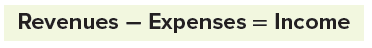 Revenues – Expenses = Income